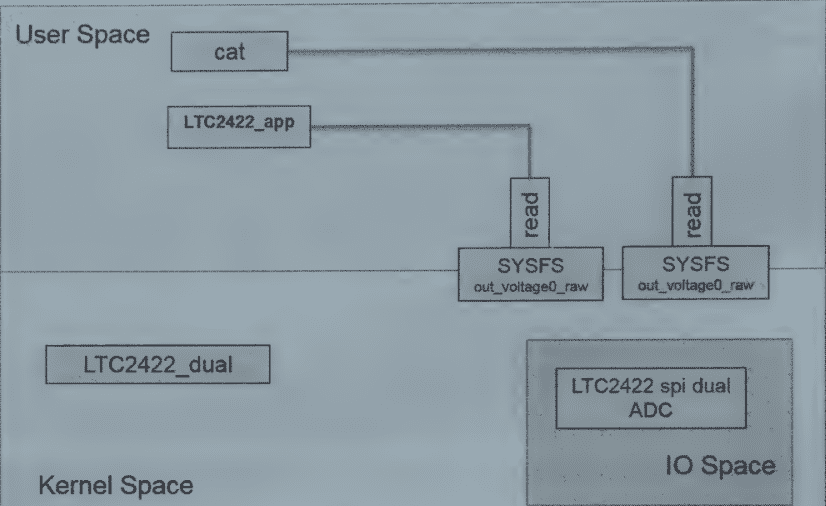 User Space
cat
LTC2422_app
read
read
SYSFS
out_voltage0_raw
SYSFS
out_voltage0_raw
LTC2422_dual
LTC2422 spi dual
ADC
IO Space
Kernel Space